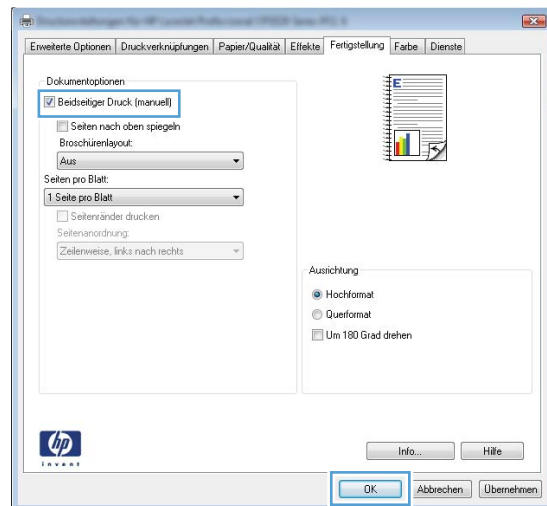 Erweiterte Optionen Druckverknüpfungen Papier/Qualität Effekte Fertigstellung Farbe Dienste
Dokumentoptionen
Beidseitiger Druck (manuell)
Seiten nach oben spiegeln
Broschürenlayout:
Aus
Seiten pro Blatt:
1 Seite pro Blatt
Seitenränder drucken
Seitenanordnung:
Zeilenweise, links nach rechts
E
Ausrichtung
Hochformat
Querformat
Um 180 Grad drehen
hp
invent
Info... Hilfe
OK Abbrechen Übernehmen